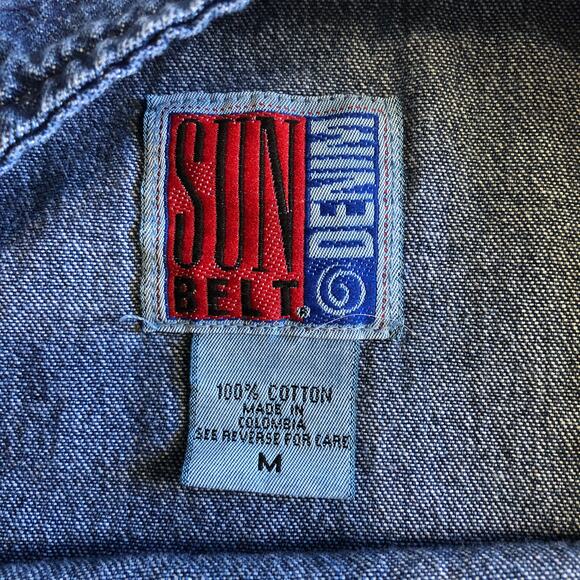 SUN
BELT®
DENIM
100% COTTON
MADE IN
COLOMBIA
SEE REVERSE FOR CARE
M